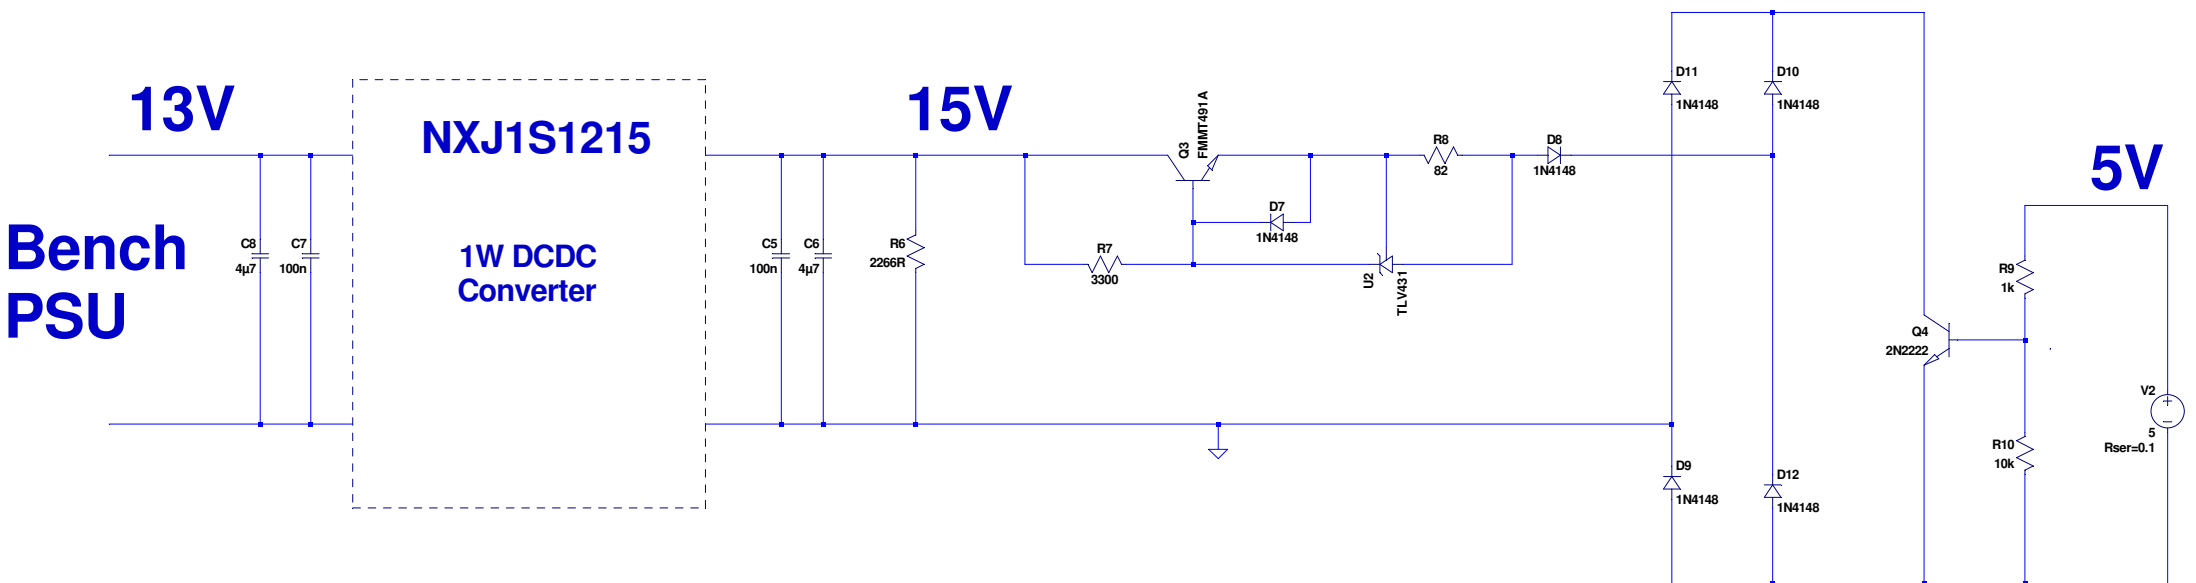 13V
Bench
PSU
C8
4µ7
C7
100n
NXJ1S1215
1W DCDC
Converter
15V
C5
100n
C6
4µ7
R6
2266R
R7
3300
Q3
FMMT491A
D7
1N4148
U2
TLV431
R8
82
D8
1N4148
D11
1N4148
D10
1N4148
D9
1N4148
D12
1N4148
Q4
2N2222
5V
R9
1k
R10
10k
V2
+
−
5
Rser=0.1